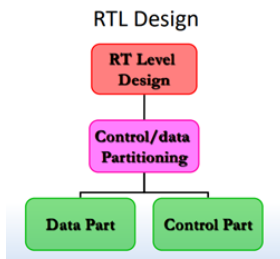 RTL Design
RT Level
Design
Control/data
Partitioning
Data Part
Control Part